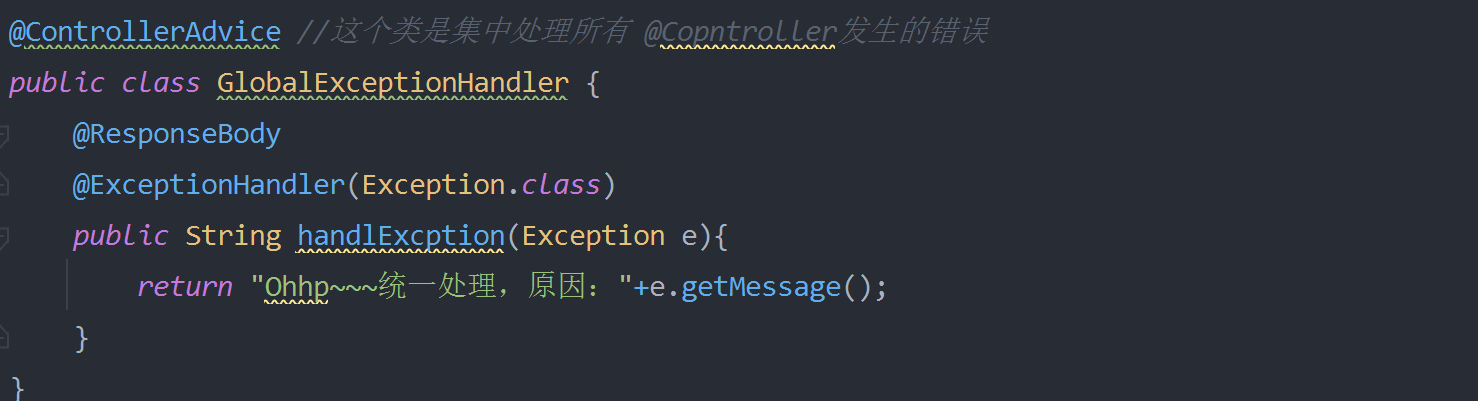 @ControllerAdvice //这个类是集中处理所有 @Copntroller发生的错误
public class GlobalExceptionHandler {
    @ResponseBody
    @ExceptionHandler(Exception.class)
    public String handlExcption(Exception e){
        return "Ohhp~~~统一处理，原因："+e.getMessage();
    }
}